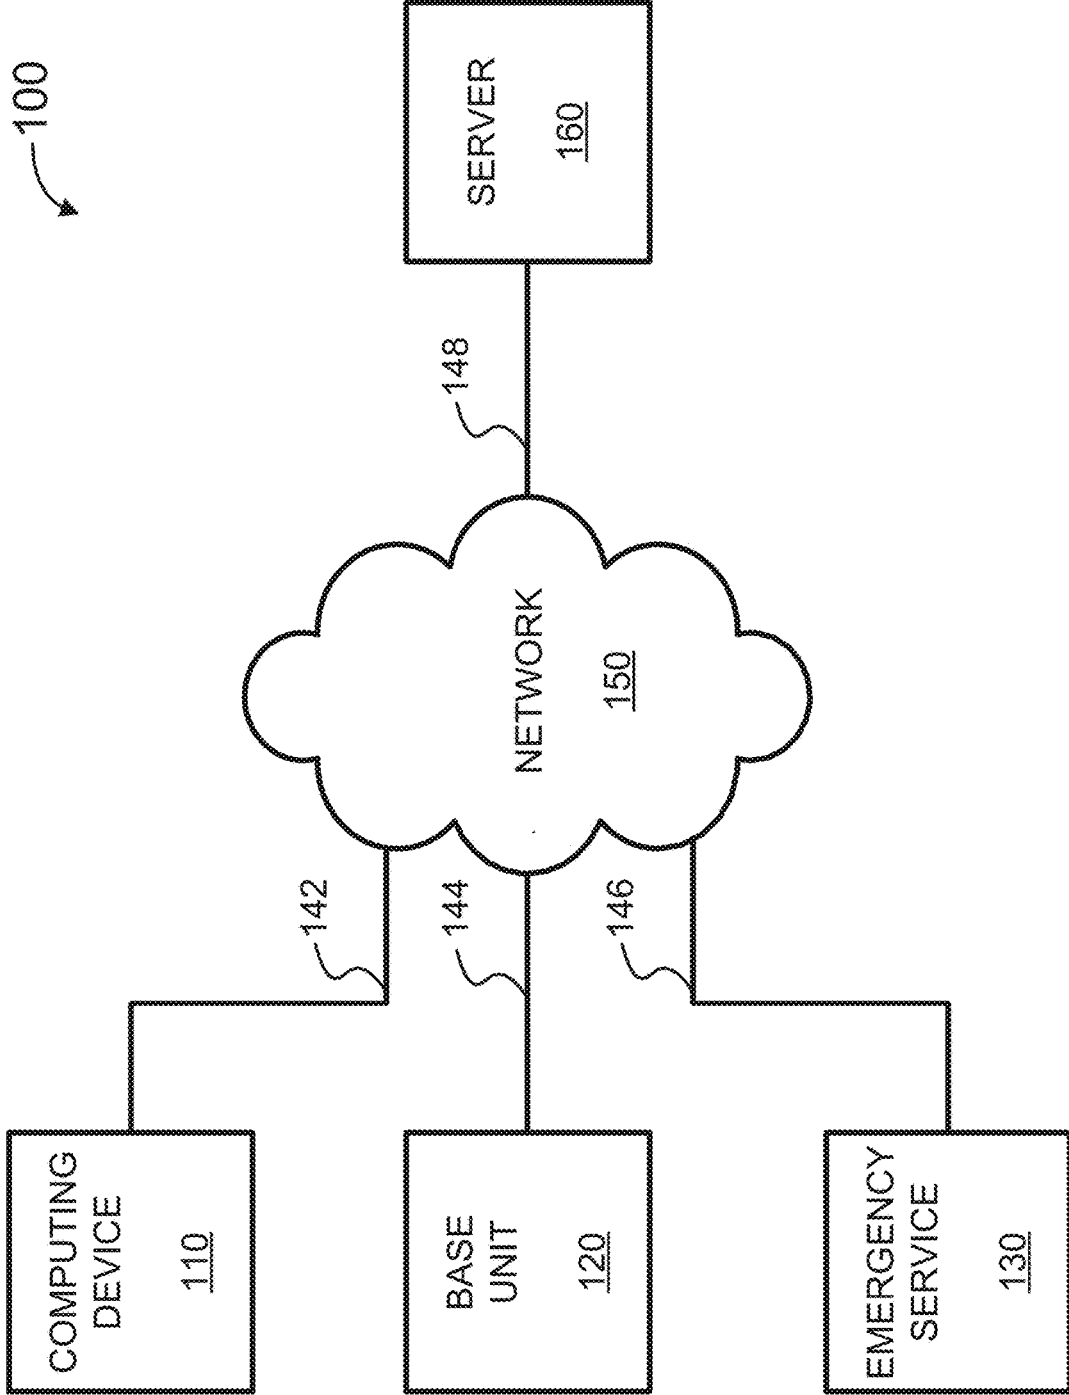 100
COMPUTING
DEVICE
110
142
BASE
UNIT
120
144
NETWORK
150
148
SERVER
160
146
EMERGENCY
SERVICE
130